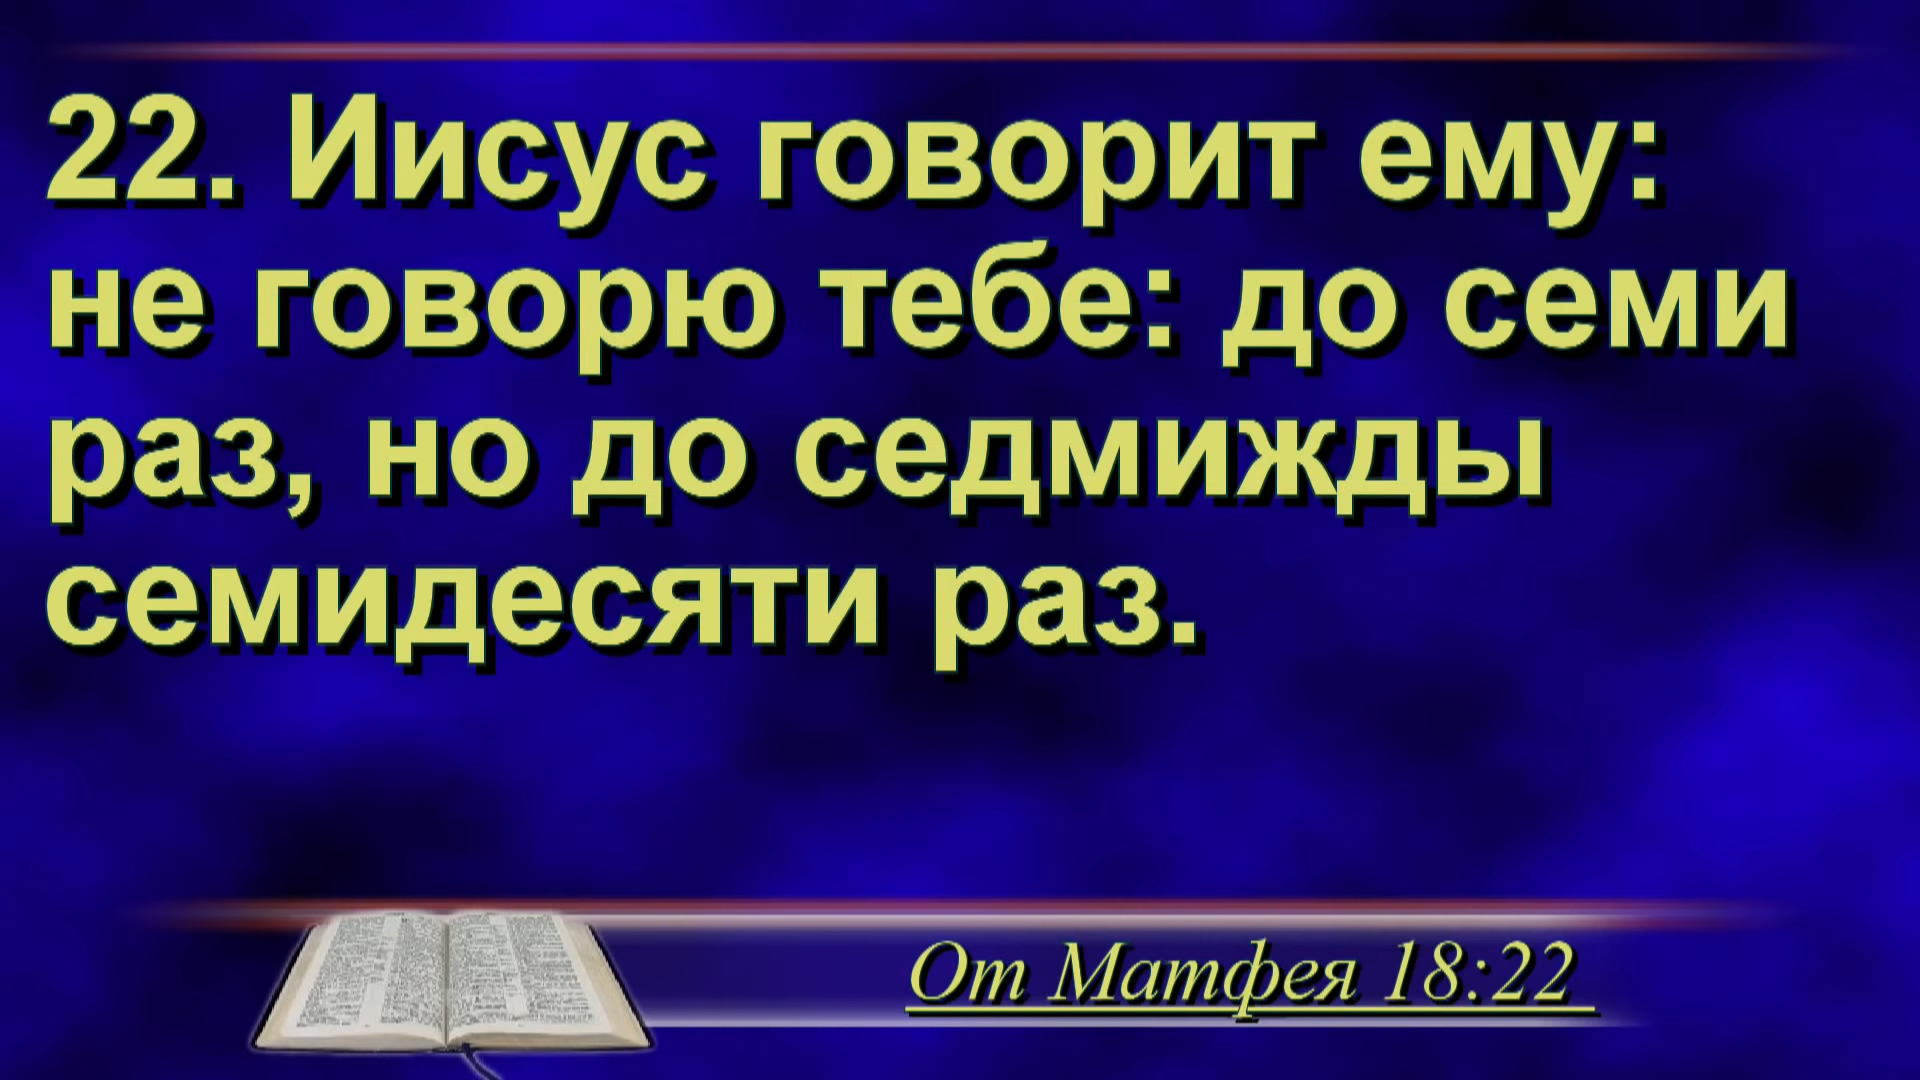 22. Иисус говорит ему:
не говорю тебе: до семи
раз, но до седмижды
семидесяти раз.
От Матфея 18:22